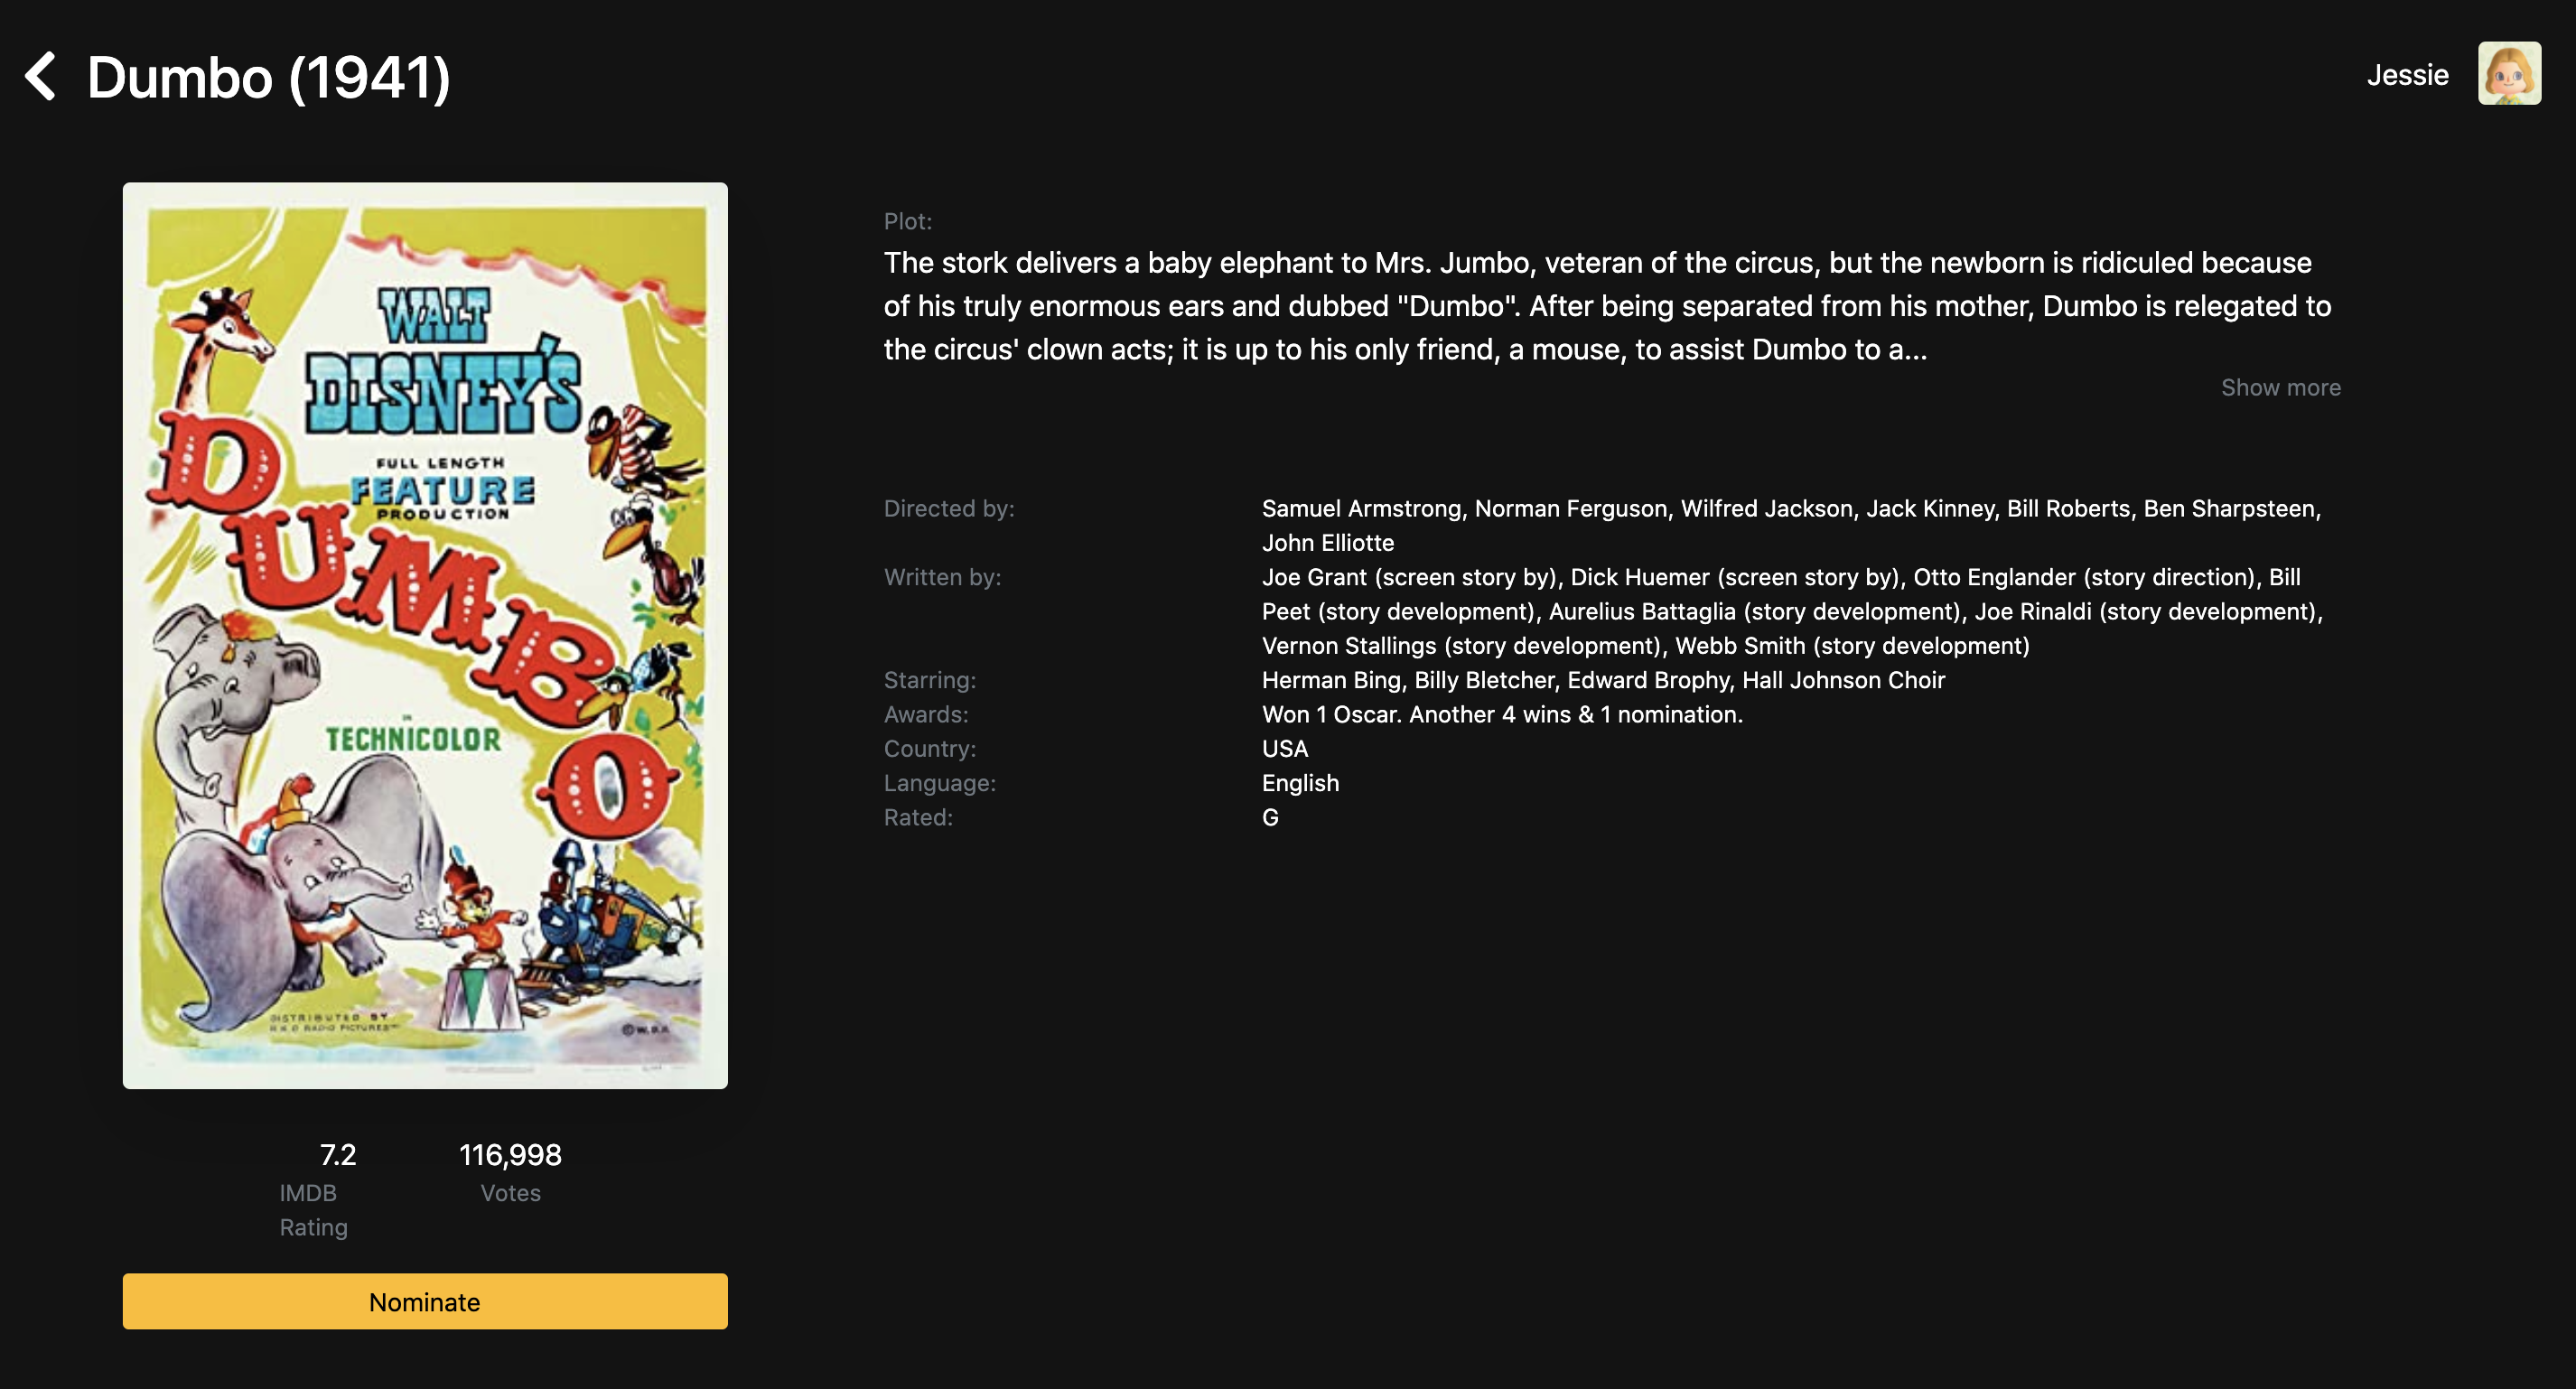 Dumbo (1941)
Jessie
WALT
DISNEY'S
FULL LENGTH
FEATURE
PRODUCTION
DUMBO
IN
TECHNICOLOR
DISTRIBUTED BY
RKO RADIO PICTURES
Plot:
The stork delivers a baby elephant to Mrs. Jumbo, veteran of the circus, but the newborn is ridiculed because
of his truly enormous ears and dubbed "Dumbo". After being separated from his mother, Dumbo is relegated to
the circus' clown acts; it is up to his only friend, a mouse, to assist Dumbo to a...
Show more
Directed by: Samuel Armstrong, Norman Ferguson, Wilfred Jackson, Jack Kinney, Bill Roberts, Ben Sharpsteen,
John Elliotte
Written by: Joe Grant (screen story by), Dick Huemer (screen story by), Otto Englander (story direction), Bill
Peet (story development), Aurelius Battaglia (story development), Joe Rinaldi (story development),
Vernon Stallings (story development), Webb Smith (story development)
Starring: Herman Bing, Billy Bletcher, Edward Brophy, Hall Johnson Choir
Awards: Won 1 Oscar. Another 4 wins & 1 nomination.
Country: USA
Language: English
Rated: G
7.2 116,998
IMDB Votes
Rating
Nominate